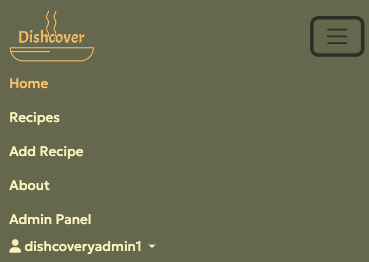 Dishcover
Home
Recipes
Add Recipe
About
Admin Panel
dishcoveryadmin1